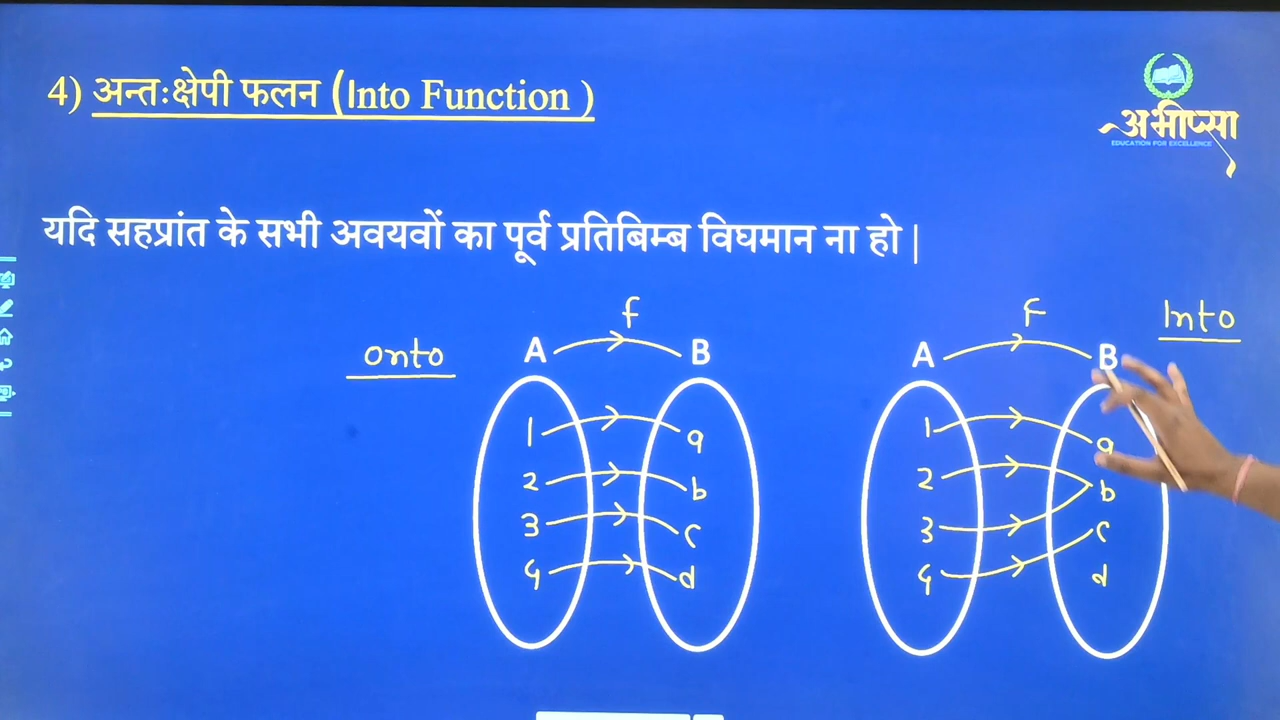 4) अन्तःक्षेपी फलन (Into Function )
अभीप्सा
EDUCATION FOR EXCELLENCE
यदि सहप्रांत के सभी अवयवों का पूर्व प्रतिबिम्ब विघमान ना हो |
onto
A f B
1 a
2 b
3 c
4 d
Into
A F B
1 a
2 b
3 c
4 d